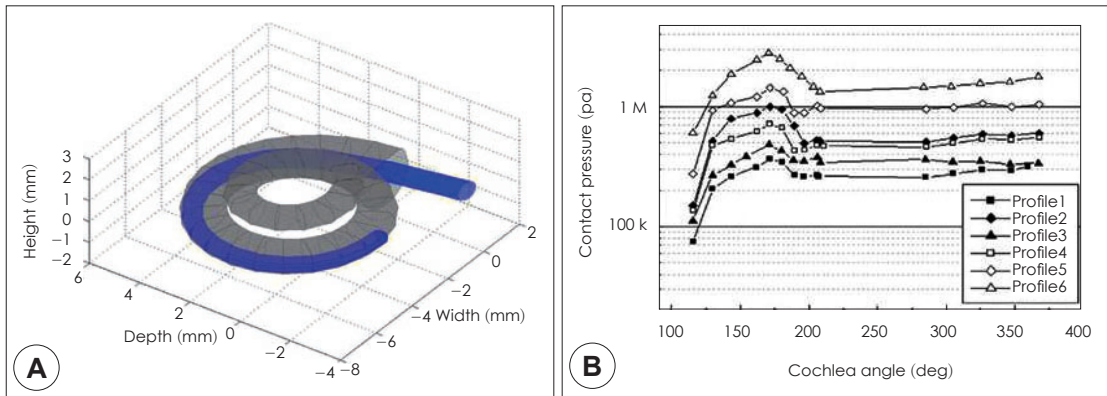 3
2
1
0
−1
−2
Height (mm)
6
4
2
0
−2
−4
Depth (mm)
−8
−6
−4
−2
0
2
Width (mm)
A
Contact pressure (pa)
1 M
100 k
Profile1
Profile2
Profile3
Profile4
Profile5
Profile6
100 150 200 250 300 350 400
Cochlea angle (deg)
B